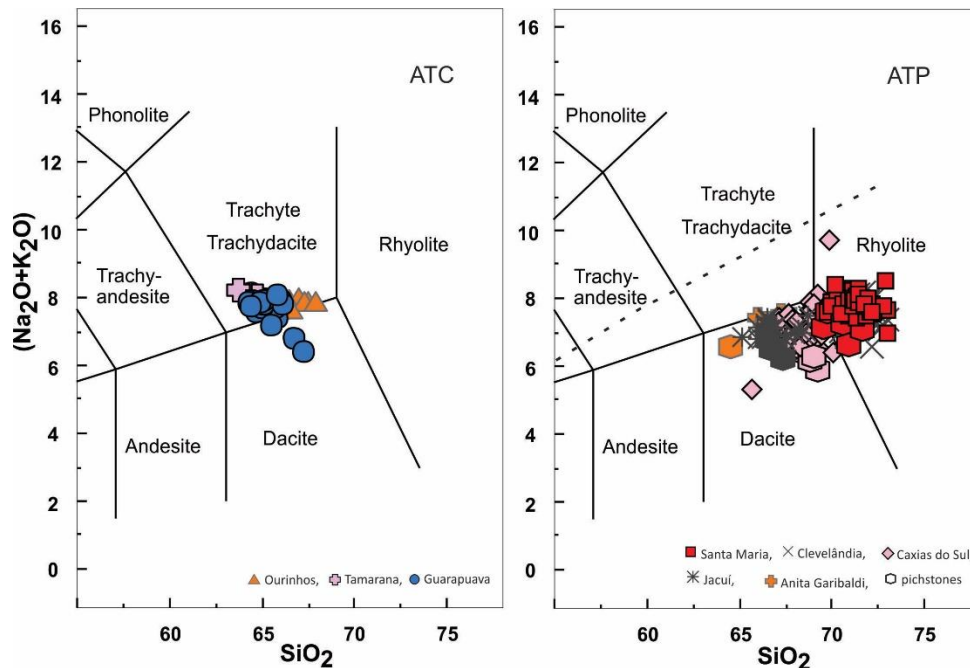 (Na2O+K2O)
16
14
12
10
8
6
4
2
0
ATC
Phonolite
Trachyte
Trachydacite
Rhyolite
Trachy-
andesite
Andesite
Dacite
Ourinhos, Tamarana, Guarapuava
60 65 70 75
SiO2
16
14
12
10
8
6
4
2
0
ATP
Phonolite
Trachyte
Trachydacite
Rhyolite
Trachy-
andesite
Andesite
Dacite
Santa Maria, Clevelândia, Caxias do Sul
Jacuí, Anita Garibaldi, pichstones
60 65 70 75
SiO2